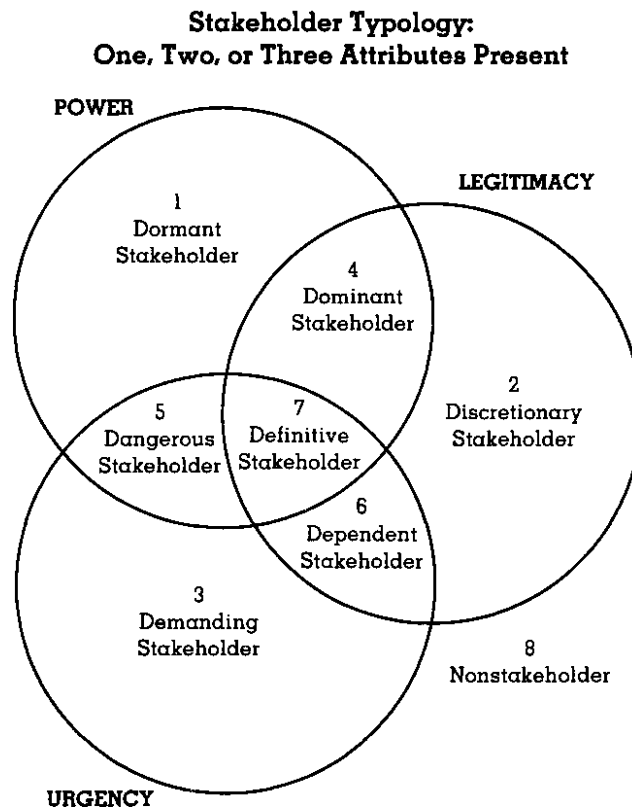 Stakeholder Typology:
One, Two, or Three Attributes Present
POWER
LEGITIMACY
1
Dormant
Stakeholder
4
Dominant
Stakeholder
2
Discretionary
Stakeholder
5
Dangerous
Stakeholder
7
Definitive
Stakeholder
6
Dependent
Stakeholder
3
Demanding
Stakeholder
8
Nonstakeholder
URGENCY